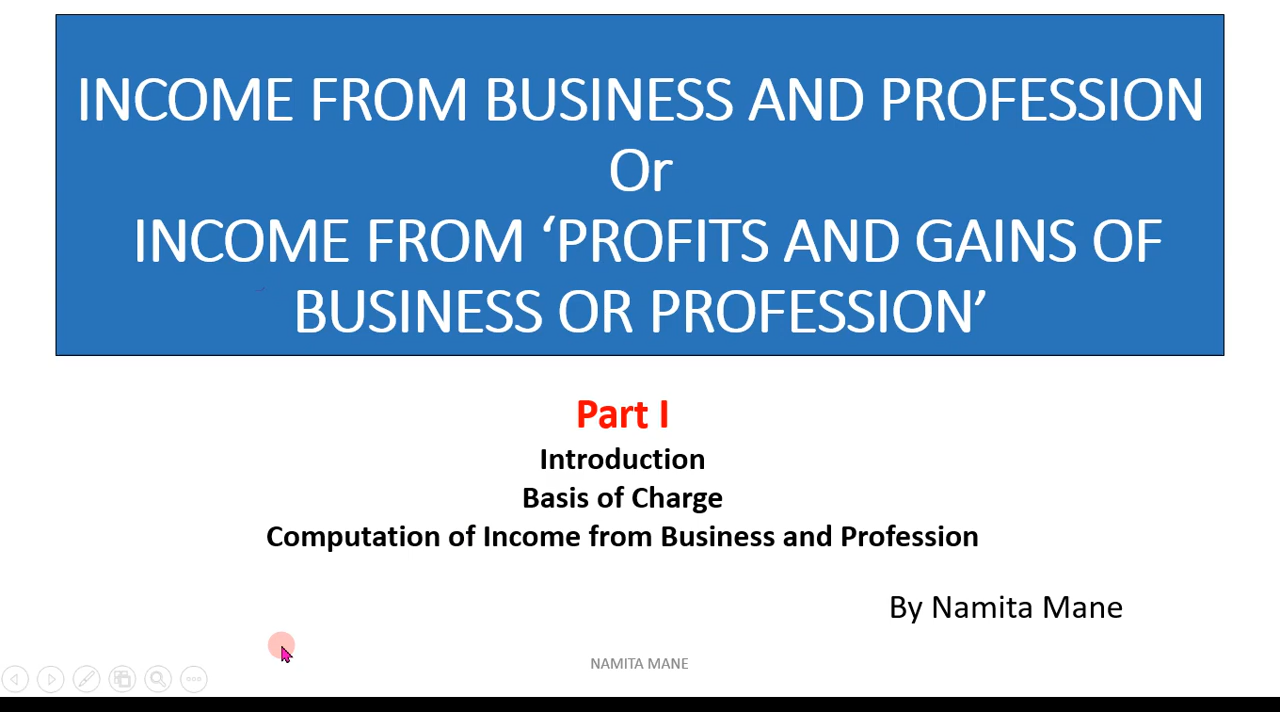 INCOME FROM BUSINESS AND PROFESSION
Or
INCOME FROM ‘PROFITS AND GAINS OF
BUSINESS OR PROFESSION’
Part I
Introduction
Basis of Charge
Computation of Income from Business and Profession
By Namita Mane
NAMITA MANE